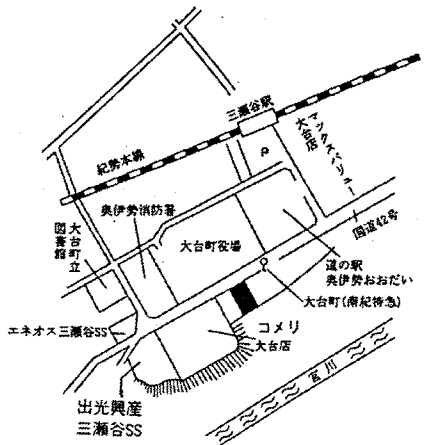 三瀬谷駅
マックスバリュー
大台店
紀勢本線
P
奥伊勢消防署
大台町立
図書館
大台町役場
国道42号
道の駅
奥伊勢おおだい
大台町(南紀特急)
エネオス三瀬谷SS
コメリ
大台店
出光興産
三瀬谷SS
宮川